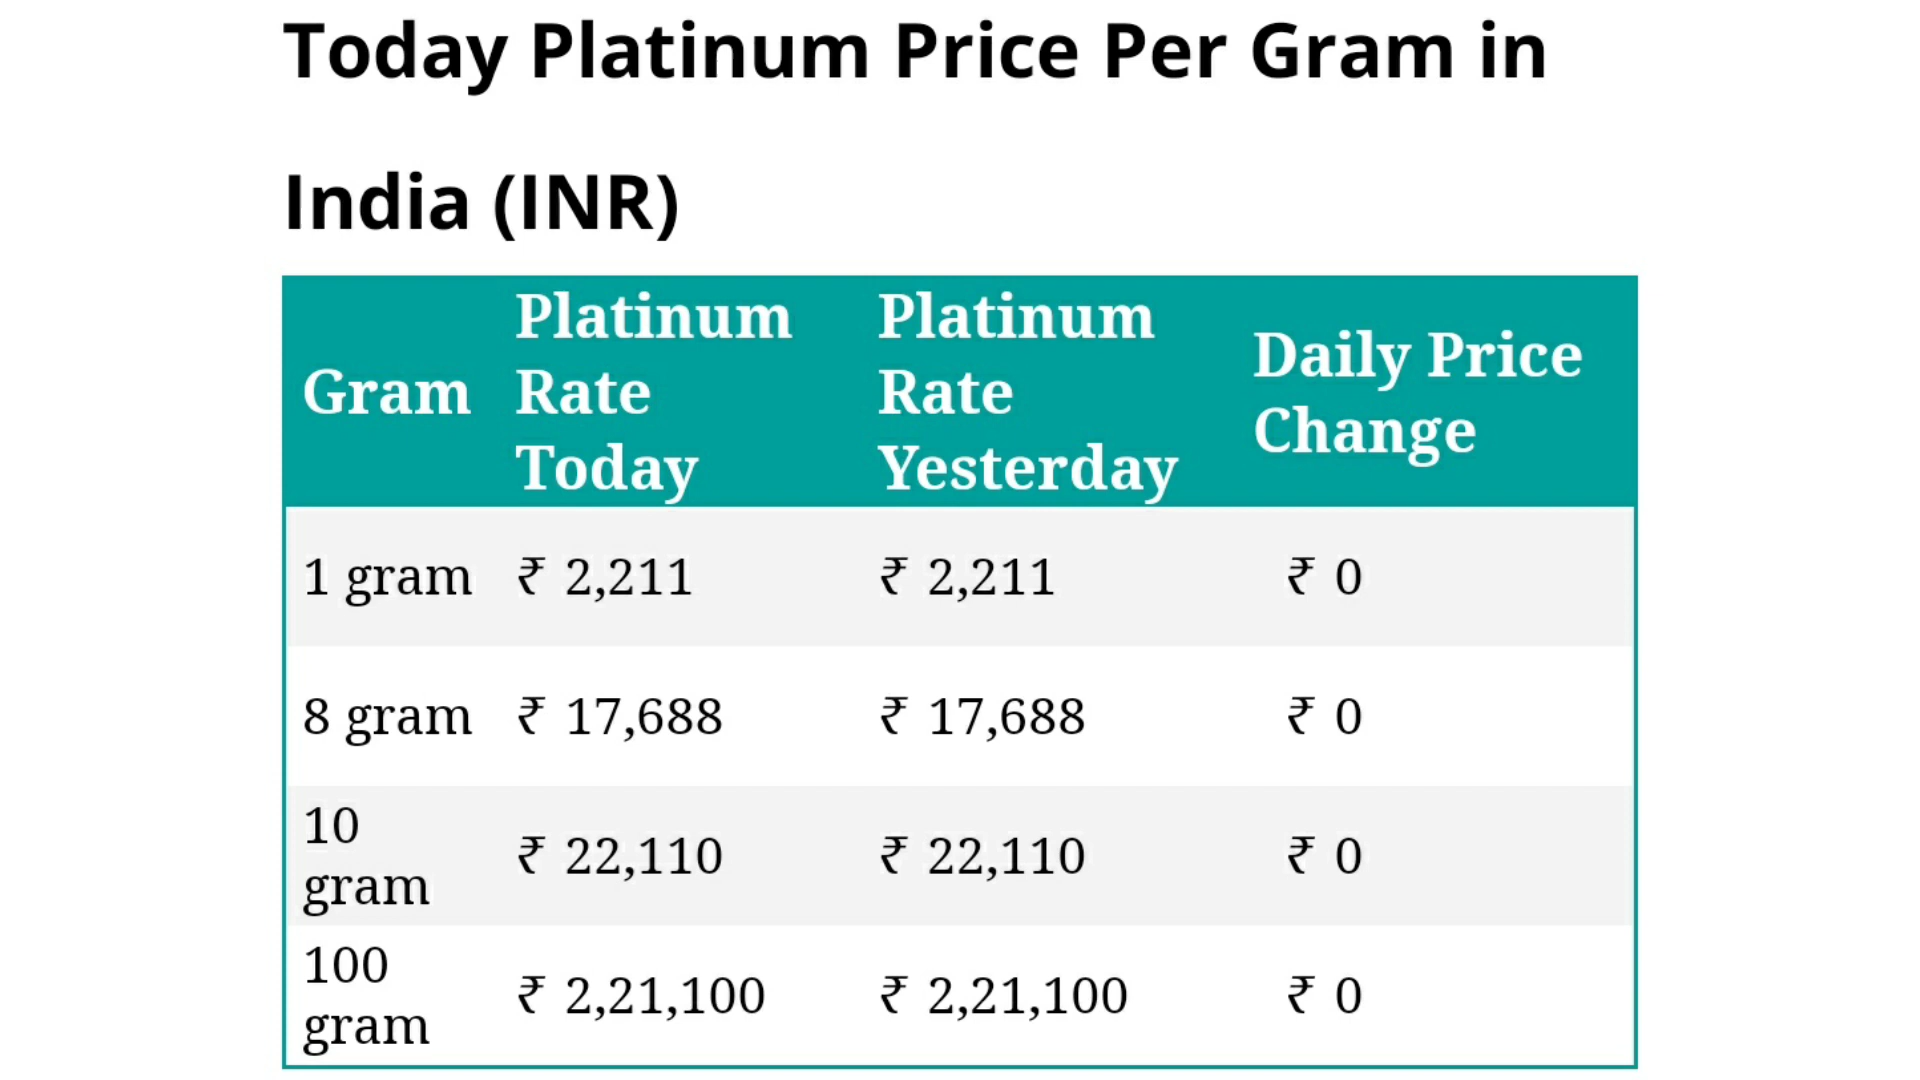 Today Platinum Price Per Gram in
India (INR)
Gram
Platinum
Rate
Today
Platinum
Rate
Yesterday
Daily Price
Change
1 gram ₹ 2,211 ₹ 2,211 ₹ 0
8 gram ₹ 17,688 ₹ 17,688 ₹ 0
10
gram
₹ 22,110 ₹ 22,110 ₹ 0
100
gram
₹ 2,21,100 ₹ 2,21,100 ₹ 0